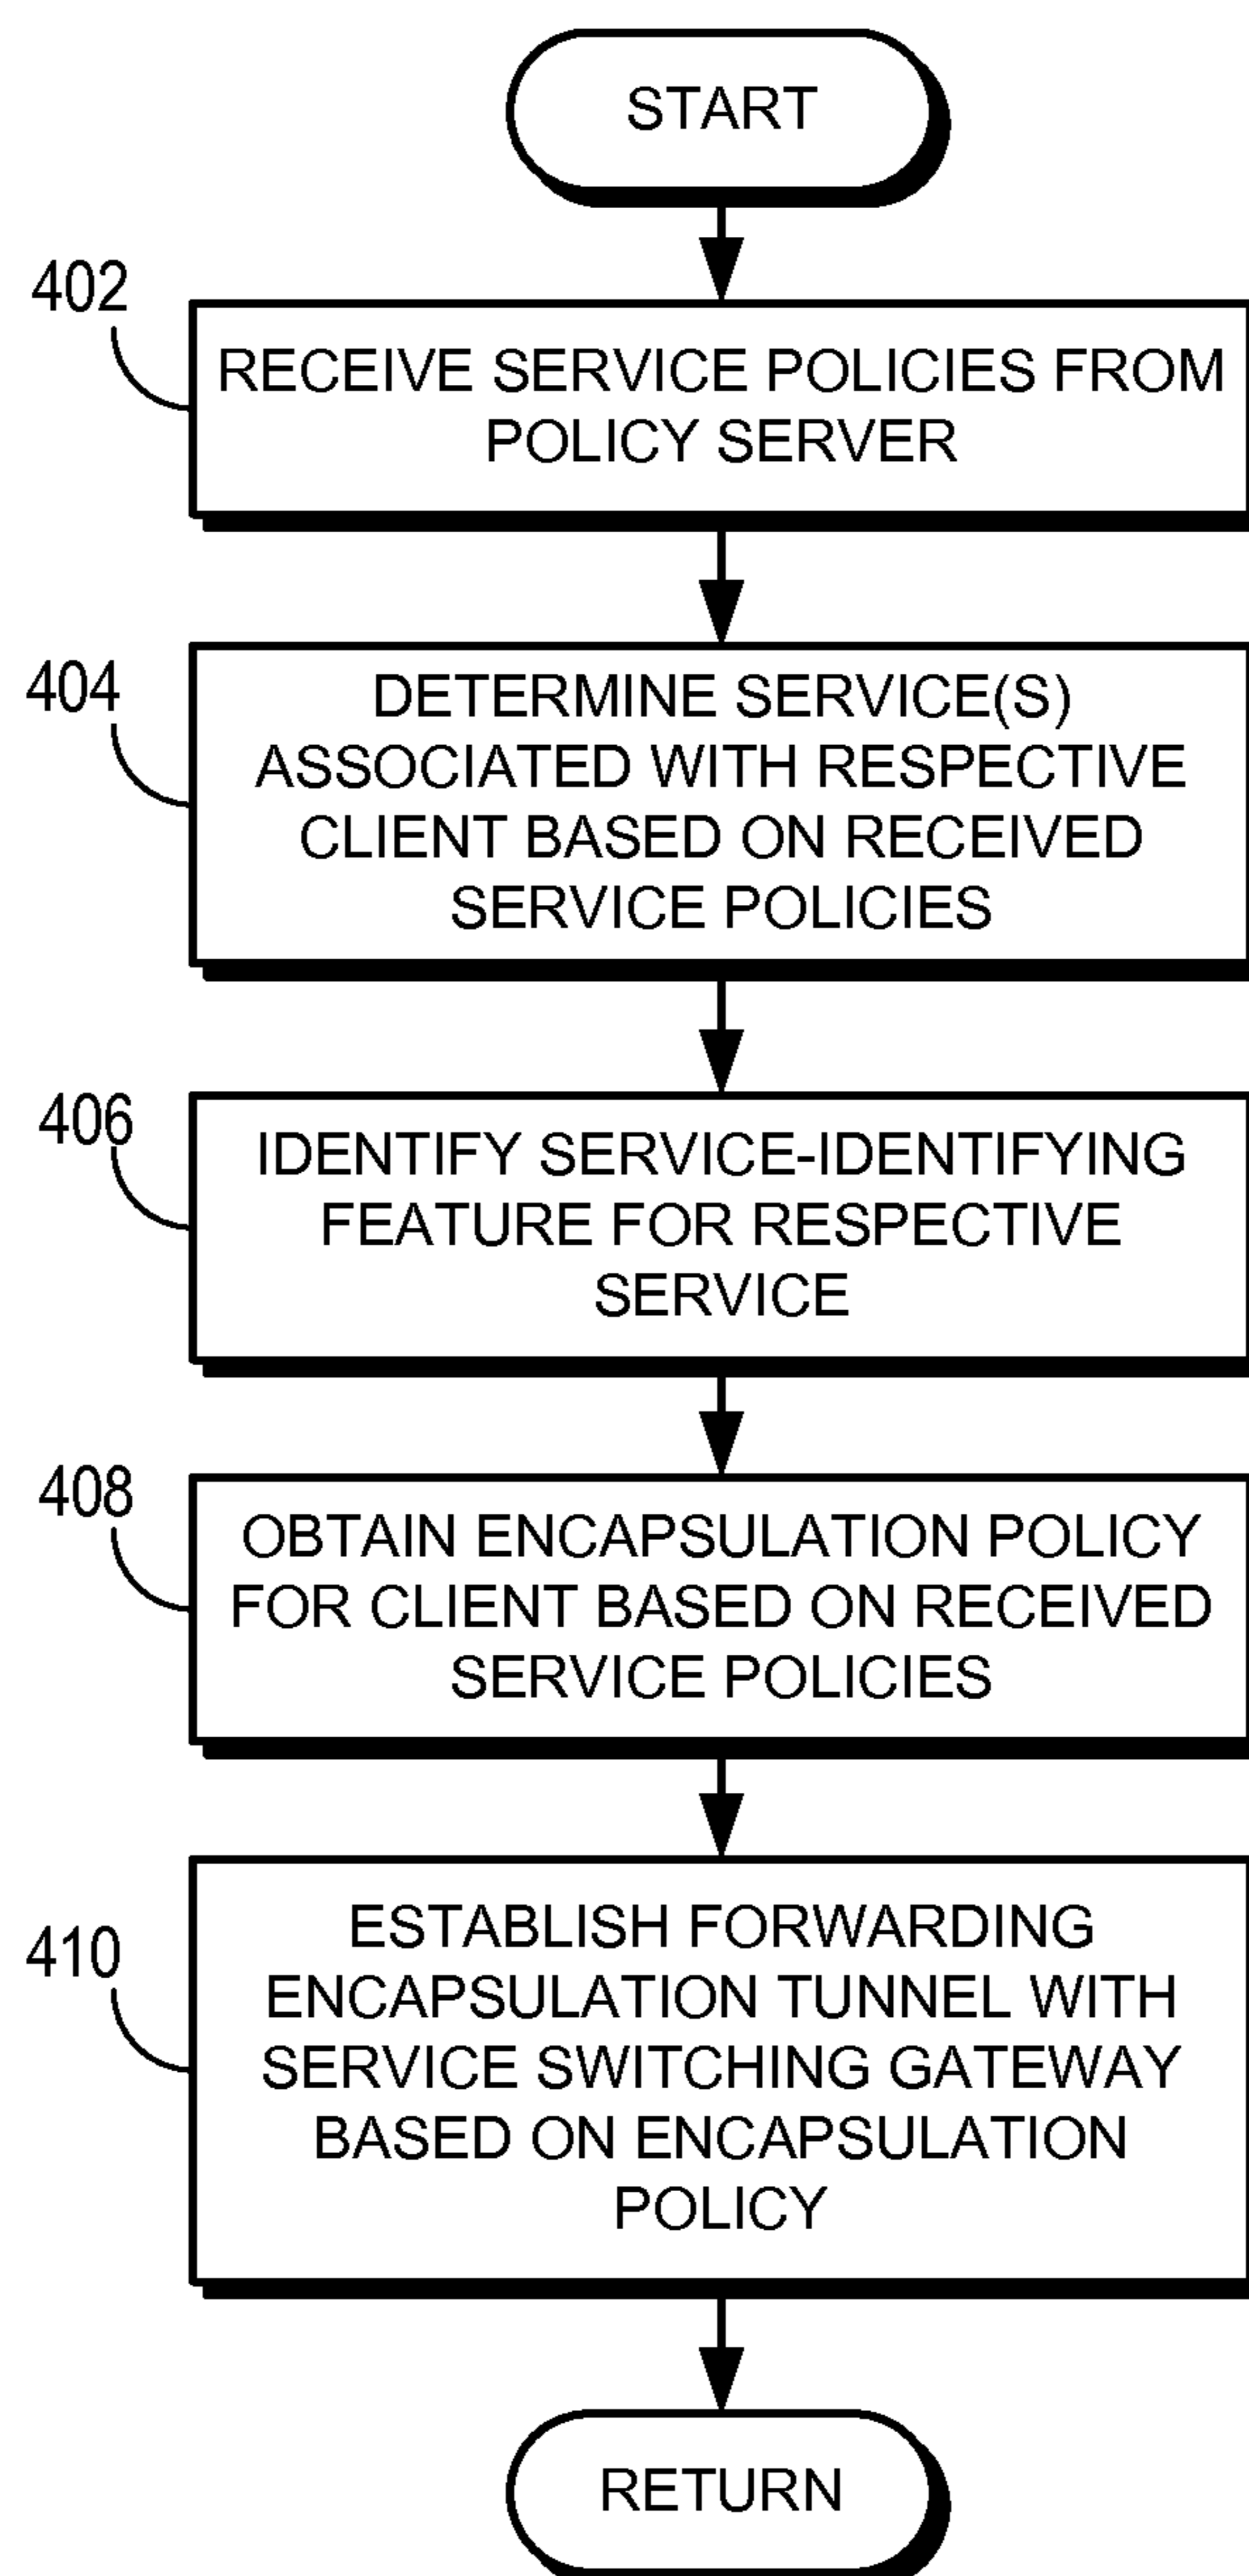 START
402
RECEIVE SERVICE POLICIES FROM
POLICY SERVER
404
DETERMINE SERVICE(S)
ASSOCIATED WITH RESPECTIVE
CLIENT BASED ON RECEIVED
SERVICE POLICIES
406
IDENTIFY SERVICE-IDENTIFYING
FEATURE FOR RESPECTIVE
SERVICE
408
OBTAIN ENCAPSULATION POLICY
FOR CLIENT BASED ON RECEIVED
SERVICE POLICIES
410
ESTABLISH FORWARDING
ENCAPSULATION TUNNEL WITH
SERVICE SWITCHING GATEWAY
BASED ON ENCAPSULATION
POLICY
RETURN